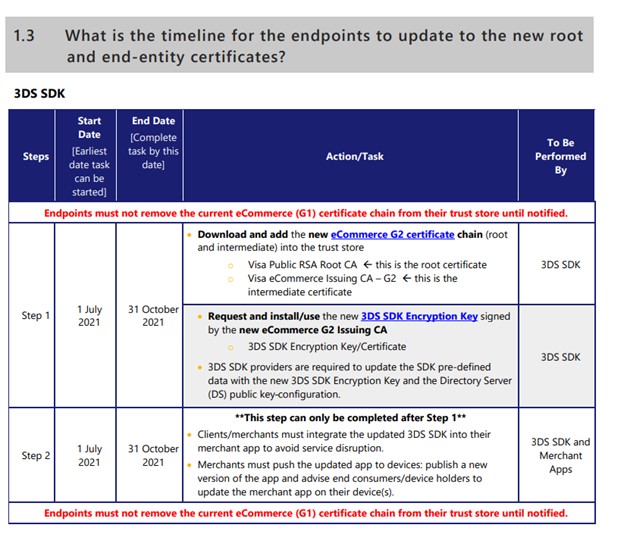 1.3 What is the timeline for the endpoints to update to the new root
and end-entity certificates?
3DS SDK
Steps
Start
Date
[Earliest
date task
can be
started]
End Date
[Complete
task by this
date]
Action/Task
To Be
Performed
By
Endpoints must not remove the current eCommerce (G1) certificate chain from their trust store until notified.
Step 1
1 July
2021
31 October
2021
• Download and add the new eCommerce G2 certificate chain (root
and intermediate) into the trust store
o Visa Public RSA Root CA ← this is the root certificate
o Visa eCommerce Issuing CA – G2 ← this is the
intermediate certificate
3DS SDK
• Request and install/use the new 3DS SDK Encryption Key signed
by the new eCommerce G2 Issuing CA
o 3DS SDK Encryption Key/Certificate
• 3DS SDK providers are required to update the SDK pre-defined
data with the new 3DS SDK Encryption Key and the Directory Server
(DS) public key-configuration.
3DS SDK
Step 2
1 July
2021
31 October
2021
**This step can only be completed after Step 1**
• Clients/merchants must integrate the updated 3DS SDK into their
merchant app to avoid service disruption.
• Merchants must push the updated app to devices: publish a new
version of the app and advise end consumers/device holders to
update the merchant app on their device(s).
3DS SDK and
Merchant
Apps
Endpoints must not remove the current eCommerce (G1) certificate chain from their trust store until notified.